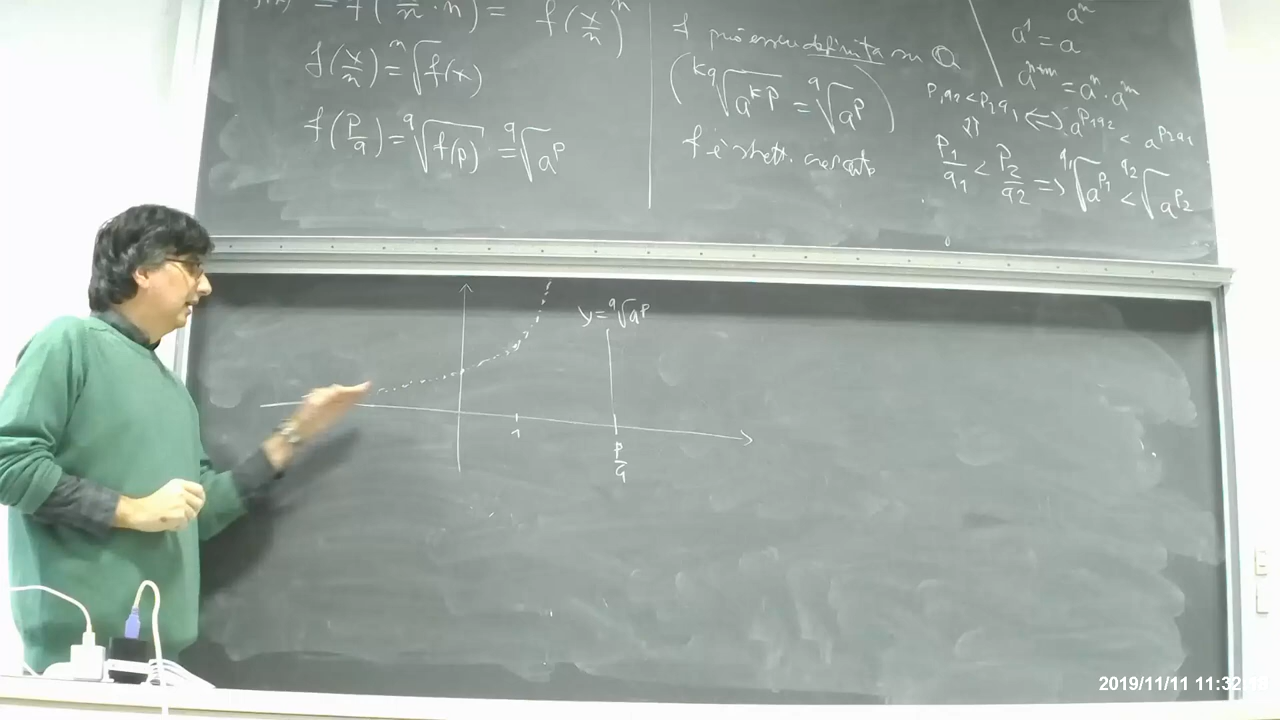 = f(x/n · n) = f(x/n)^n
f(x/n) = ⁿ√f(x)
f(p/q) = ^q√f(p) = ^q√a^p
f può essere definita su Q
(^kq√a^kp = ^q√a^p)
f è strett. crescente
a^n
a^1 = a
a^n+m = a^n · a^m
p1q2 < p2q1 <=> a^p1q2 < a^p2q1
p1/q1 < p2/q2 => ^q1√a^p1 < ^q2√a^p2
y = ^q√a^p
1
p/q
2019/11/11 11:32